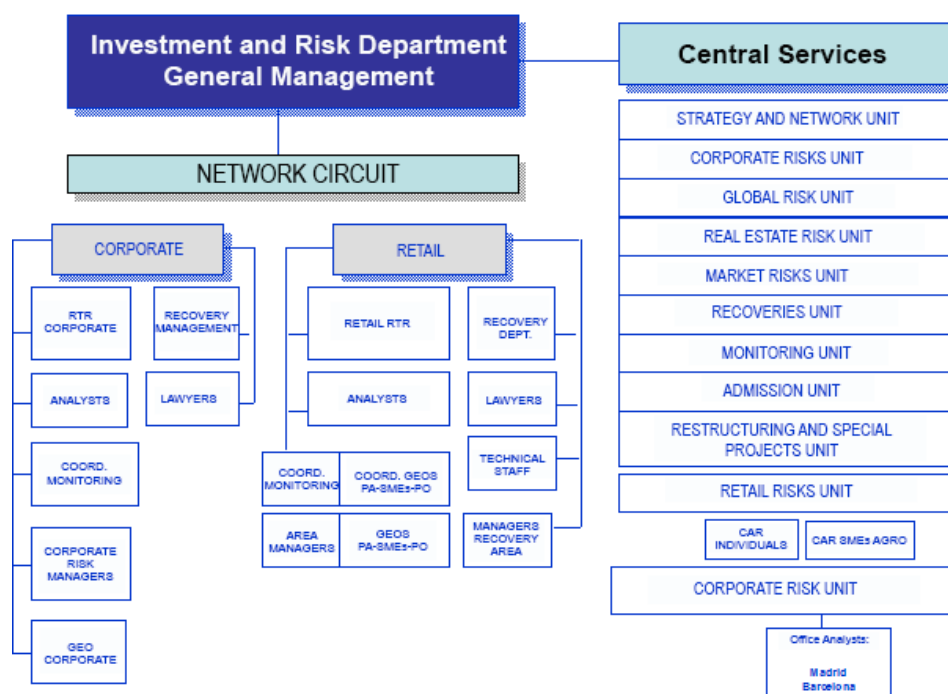 Investment and Risk Department
General Management
Central Services
NETWORK CIRCUIT
CORPORATE
RTR
CORPORATE
RECOVERY
MANAGEMENT
ANALYSTS
LAWYERS
COORD.
MONITORING
CORPORATE
RISK
MANAGERS
GEO
CORPORATE
RETAIL
RETAIL RTR
RECOVERY
DEPT.
ANALYSTS
LAWYERS
COORD.
MONITORING
COORD. GEOS
PA-SMEs-PO
TECHNICAL
STAFF
AREA
MANAGERS
GEOS
PA-SMEs-PO
MANAGERS
RECOVERY
AREA
STRATEGY AND NETWORK UNIT
CORPORATE RISKS UNIT
GLOBAL RISK UNIT
REAL ESTATE RISK UNIT
MARKET RISKS UNIT
RECOVERIES UNIT
MONITORING UNIT
ADMISSION UNIT
RESTRUCTURING AND SPECIAL
PROJECTS UNIT
RETAIL RISKS UNIT
CAR
INDIVIDUALS
CAR SMEs AGRO
CORPORATE RISK UNIT
Office Analysts:
Madrid
Barcelona